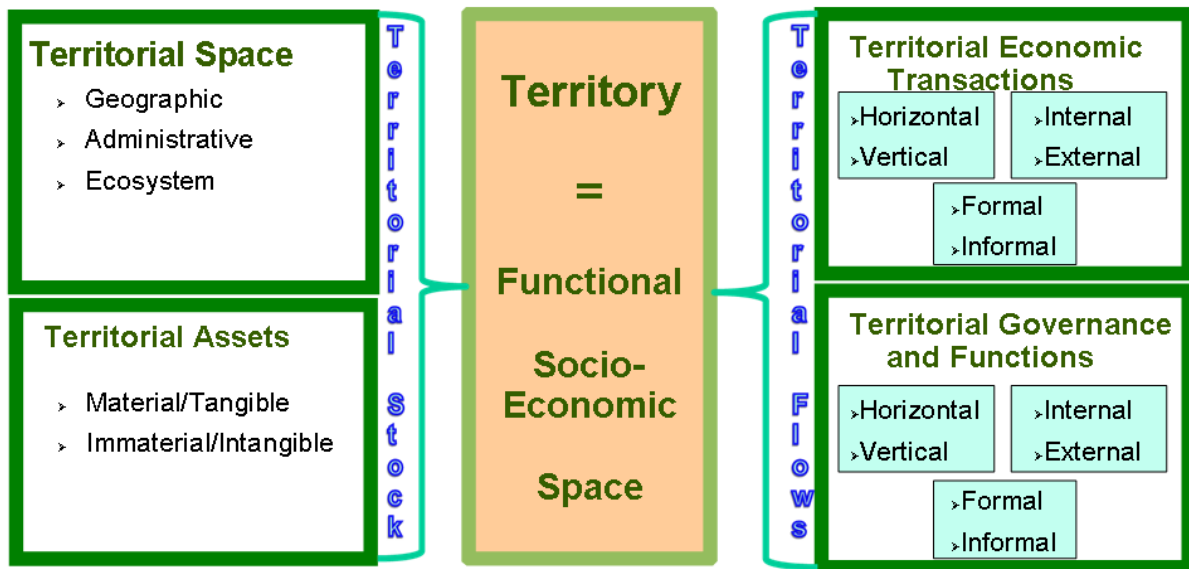 Territorial Space
Geographic
Administrative
Ecosystem
Territorial Assets
Material/Tangible
Immaterial/Intangible
Territorial Stock
Territory
=
Functional
Socio-
Economic
Space
Territorial Flows
Territorial Economic
Transactions
Horizontal
Vertical
Internal
External
Formal
Informal
Territorial Governance
and Functions
Horizontal
Vertical
Internal
External
Formal
Informal